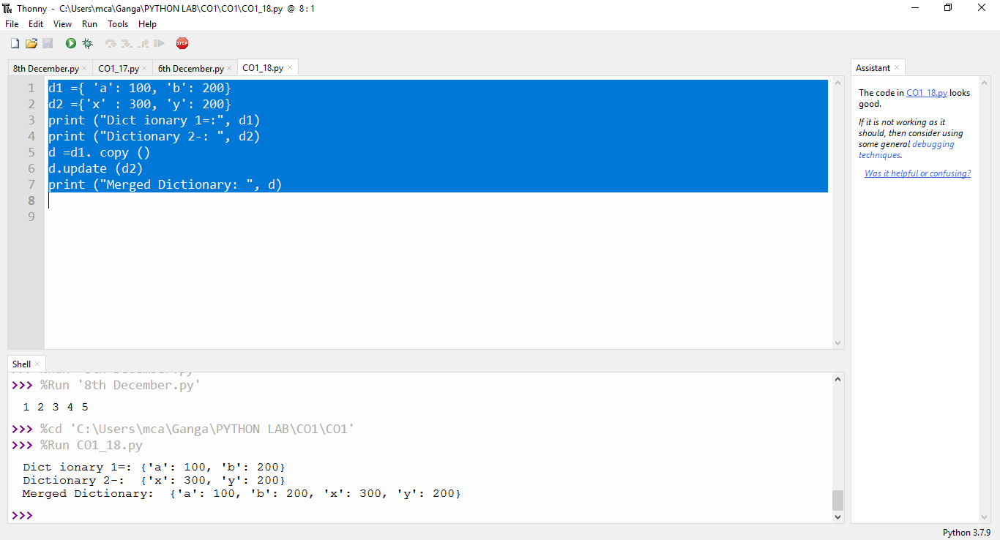 Thonny - C:\Users\mca\Ganga\PYTHON LAB\CO1\CO1\CO1_18.py @ 8:1
File Edit View Run Tools Help
STOP
8th December.py CO1_17.py 6th December.py CO1_18.py
1 d1 ={ 'a': 100, 'b': 200}
2 d2 ={'x' : 300, 'y': 200}
3 print ("Dict ionary 1=:", d1)
4 print ("Dictionary 2-: ", d2)
5 d =d1. copy ()
6 d.update (d2)
7 print ("Merged Dictionary: ", d)
8
9
Assistant
The code in CO1_18.py looks
good.
If it is not working as it
should, then consider using
some general debugging
techniques.
Was it helpful or confusing?
Shell
>>> %Run '8th December.py'
1 2 3 4 5
>>> %cd 'C:\Users\mca\Ganga\PYTHON LAB\CO1\CO1'
>>> %Run CO1_18.py
Dict ionary 1=: {'a': 100, 'b': 200}
Dictionary 2-:  {'x': 300, 'y': 200}
Merged Dictionary:  {'a': 100, 'b': 200, 'x': 300, 'y': 200}
>>>
Python 3.7.9